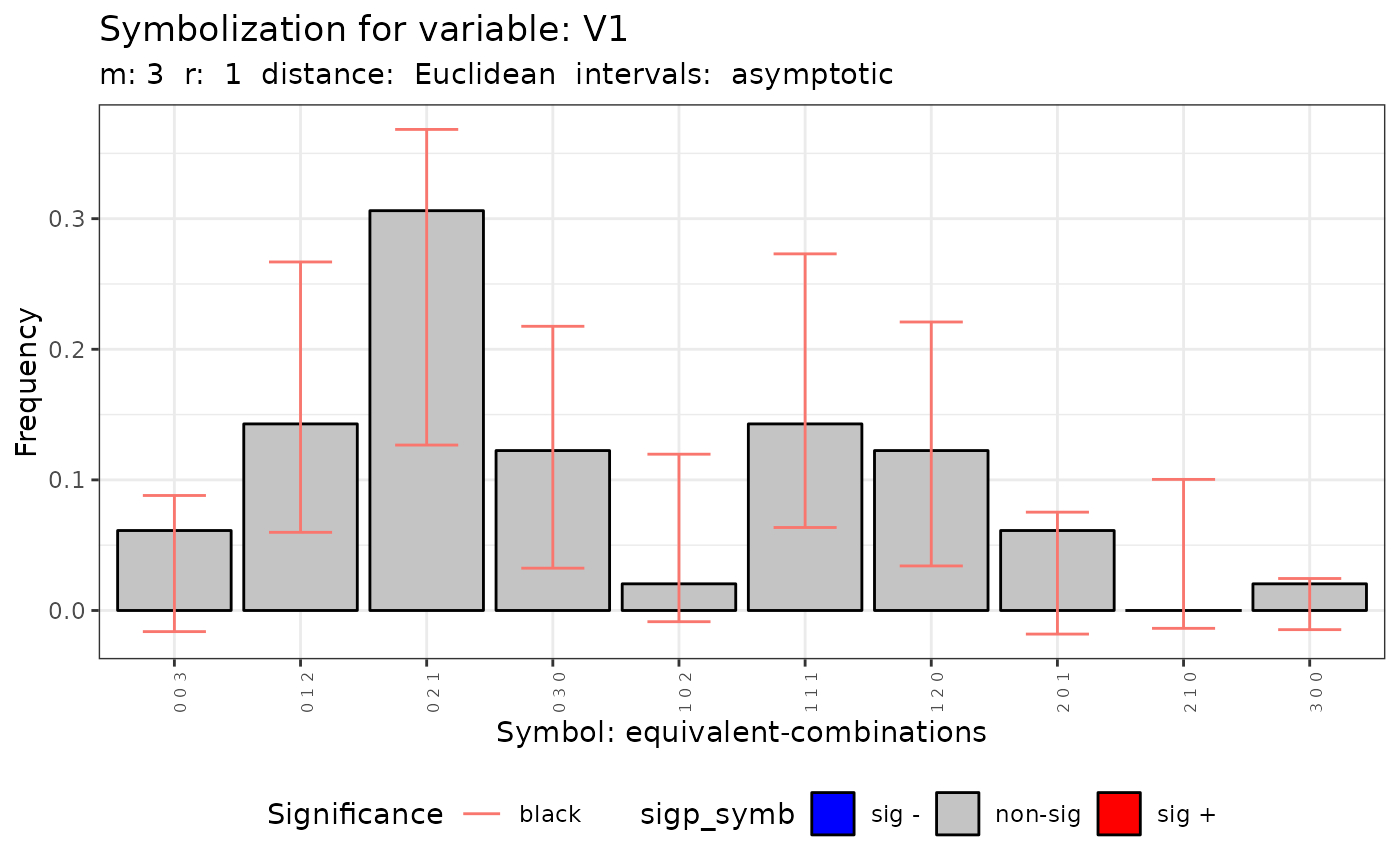 Symbolization for variable: V1
m: 3  r:  1  distance:  Euclidean  intervals:  asymptotic
Frequency
0.3
0.2
0.1
0.0
0 0 3
0 1 2
0 2 1
0 3 0
1 0 2
1 1 1
1 2 0
2 0 1
2 1 0
3 0 0
Symbol: equivalent-combinations
Significance black sigp_symb sig - non-sig sig +